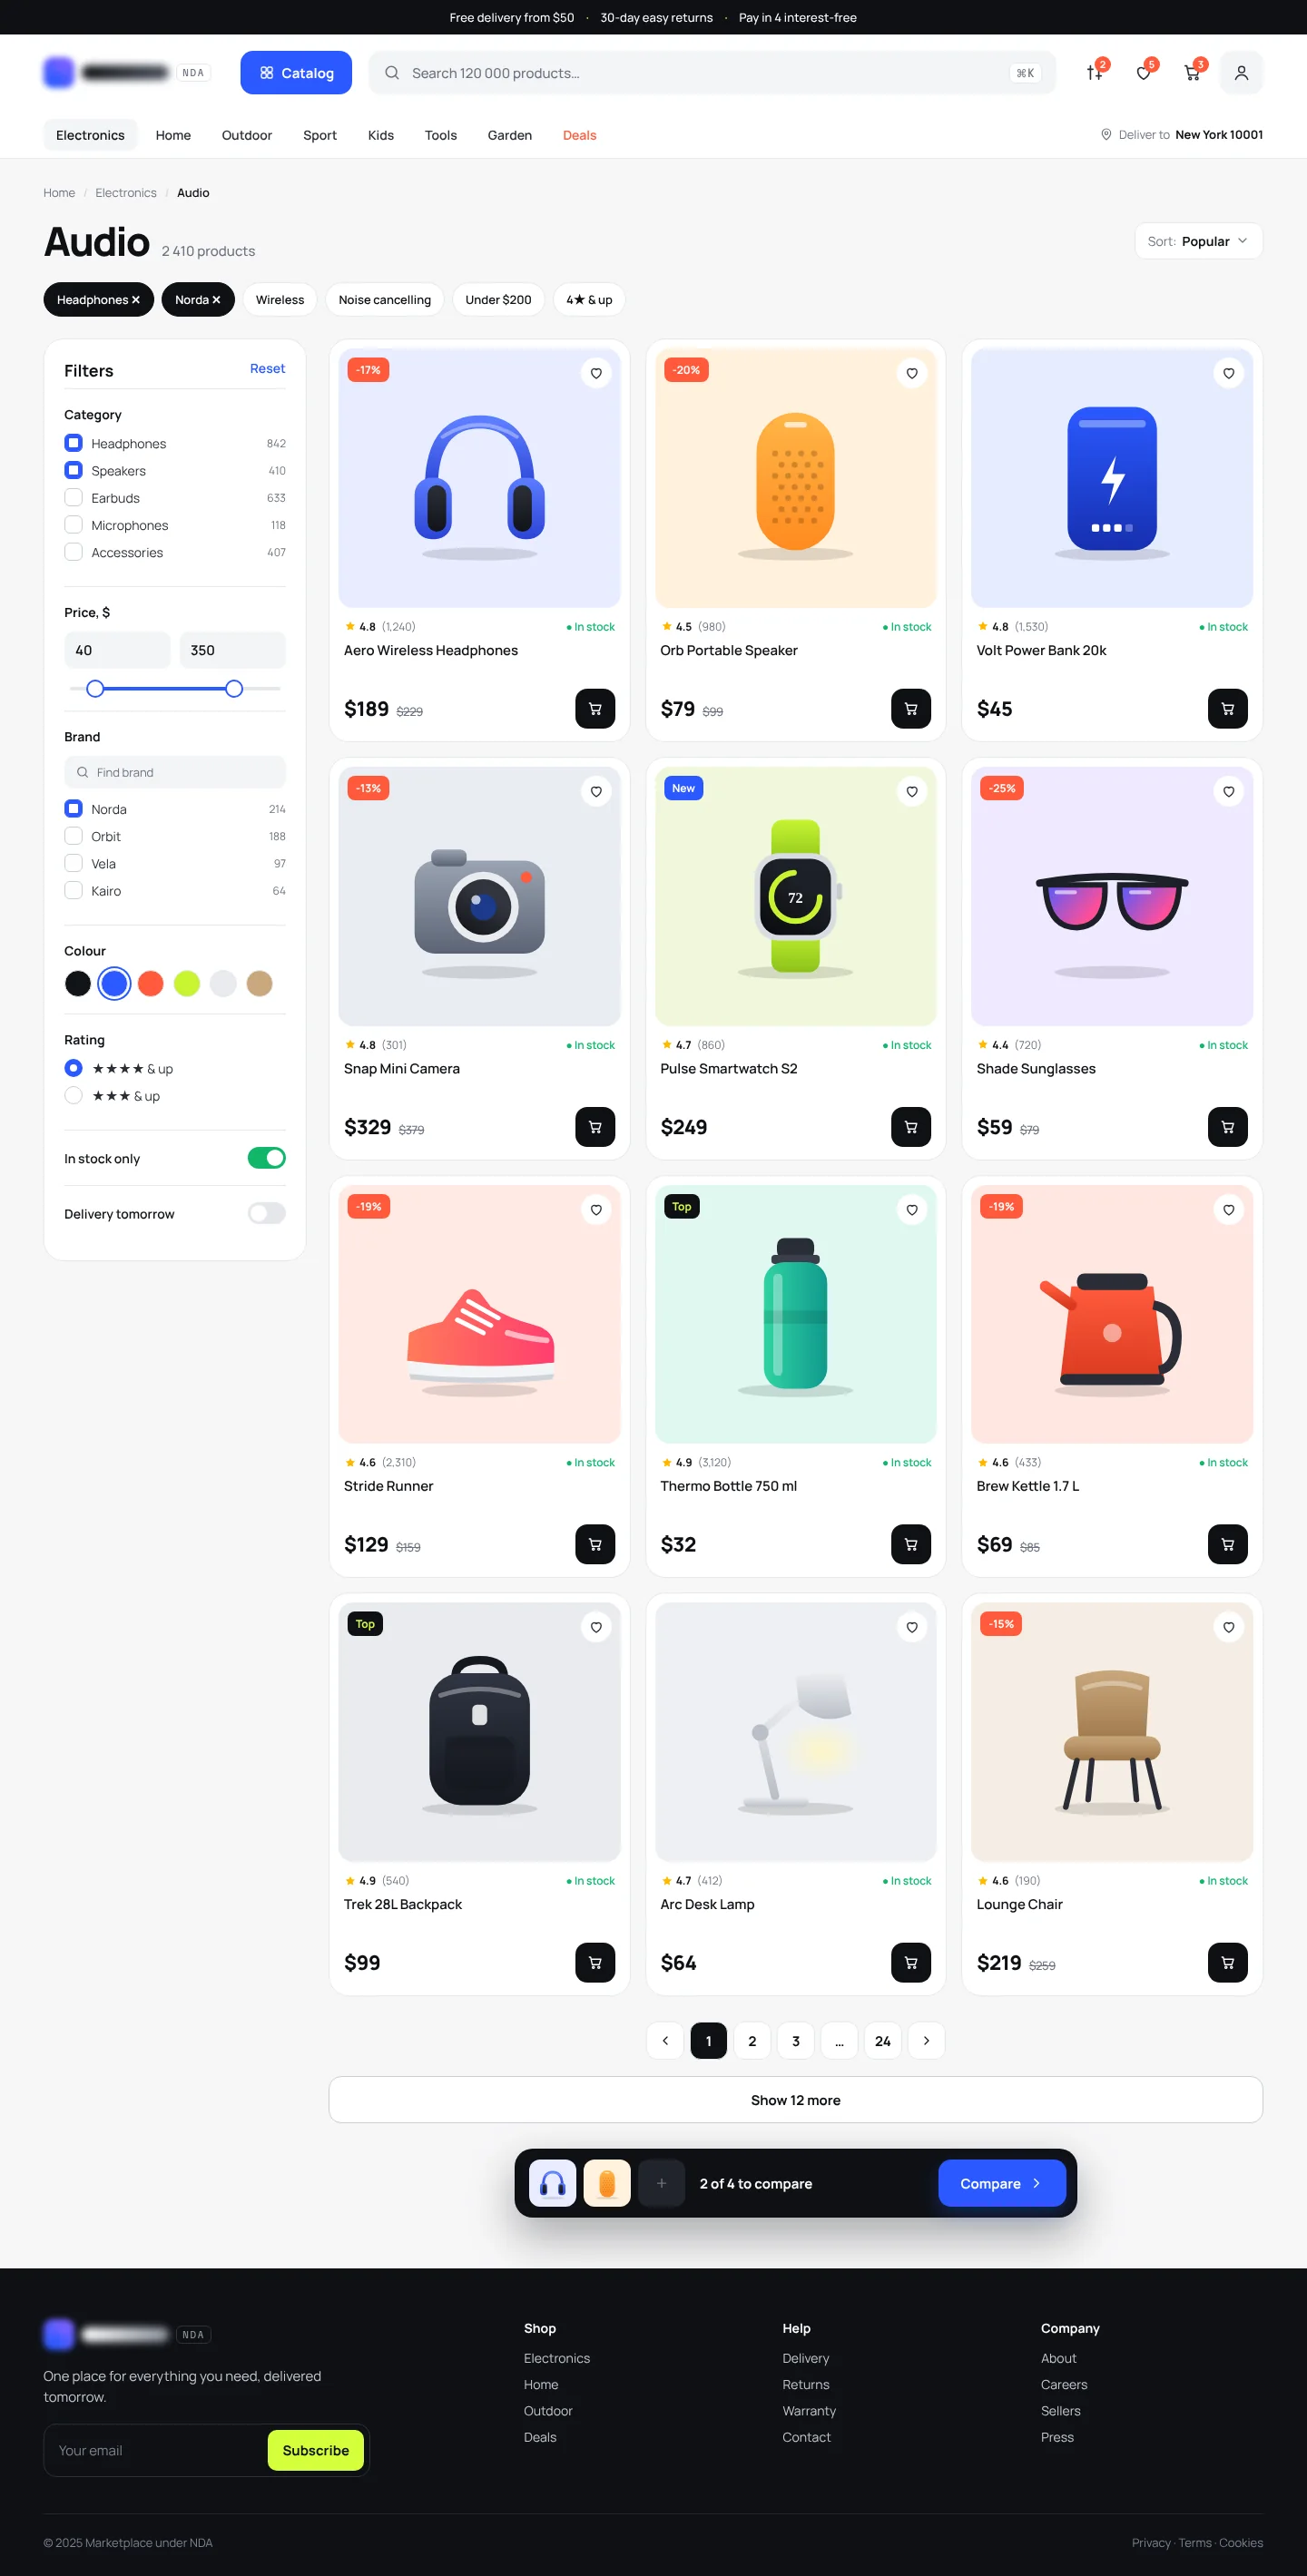 Free delivery from $50 · 30-day easy returns · Pay in 4 interest-free
NDA
Catalog
Search 120 000 products...
⌘K
2
5
3
Electronics Home Outdoor Sport Kids Tools Garden Deals
Deliver to New York 10001
Home / Electronics / Audio
Audio 2 410 products
Sort: Popular
Headphones ✕ Norda ✕ Wireless Noise cancelling Under $200 4★ & up
Filters Reset
Category
Headphones 842
Speakers 410
Earbuds 633
Microphones 118
Accessories 407
Price, $
40 350
Brand
Find brand
Norda 214
Orbit 188
Vela 97
Kairo 64
Colour
Rating
★★★★ & up
★★★ & up
In stock only
Delivery tomorrow
-17%
★ 4.8 (1,240) • In stock
Aero Wireless Headphones
$189 $229
-20%
★ 4.5 (980) • In stock
Orb Portable Speaker
$79 $99
★ 4.8 (1,530) • In stock
Volt Power Bank 20k
$45
-13%
★ 4.8 (301) • In stock
Snap Mini Camera
$329 $379
New
72
★ 4.7 (860) • In stock
Pulse Smartwatch S2
$249
-25%
★ 4.4 (720) • In stock
Shade Sunglasses
$59 $79
-19%
★ 4.6 (2,310) • In stock
Stride Runner
$129 $159
Top
★ 4.9 (3,120) • In stock
Thermo Bottle 750 ml
$32
-19%
★ 4.6 (433) • In stock
Brew Kettle 1.7 L
$69 $85
Top
★ 4.9 (540) • In stock
Trek 28L Backpack
$99
★ 4.7 (412) • In stock
Arc Desk Lamp
$64
-15%
★ 4.6 (190) • In stock
Lounge Chair
$219 $259
1 2 3 ... 24
Show 12 more
+ 2 of 4 to compare Compare
NDA
One place for everything you need, delivered
tomorrow.
Your email Subscribe
Shop
Electronics
Home
Outdoor
Deals
Help
Delivery
Returns
Warranty
Contact
Company
About
Careers
Sellers
Press
© 2025 Marketplace under NDA
Privacy · Terms · Cookies